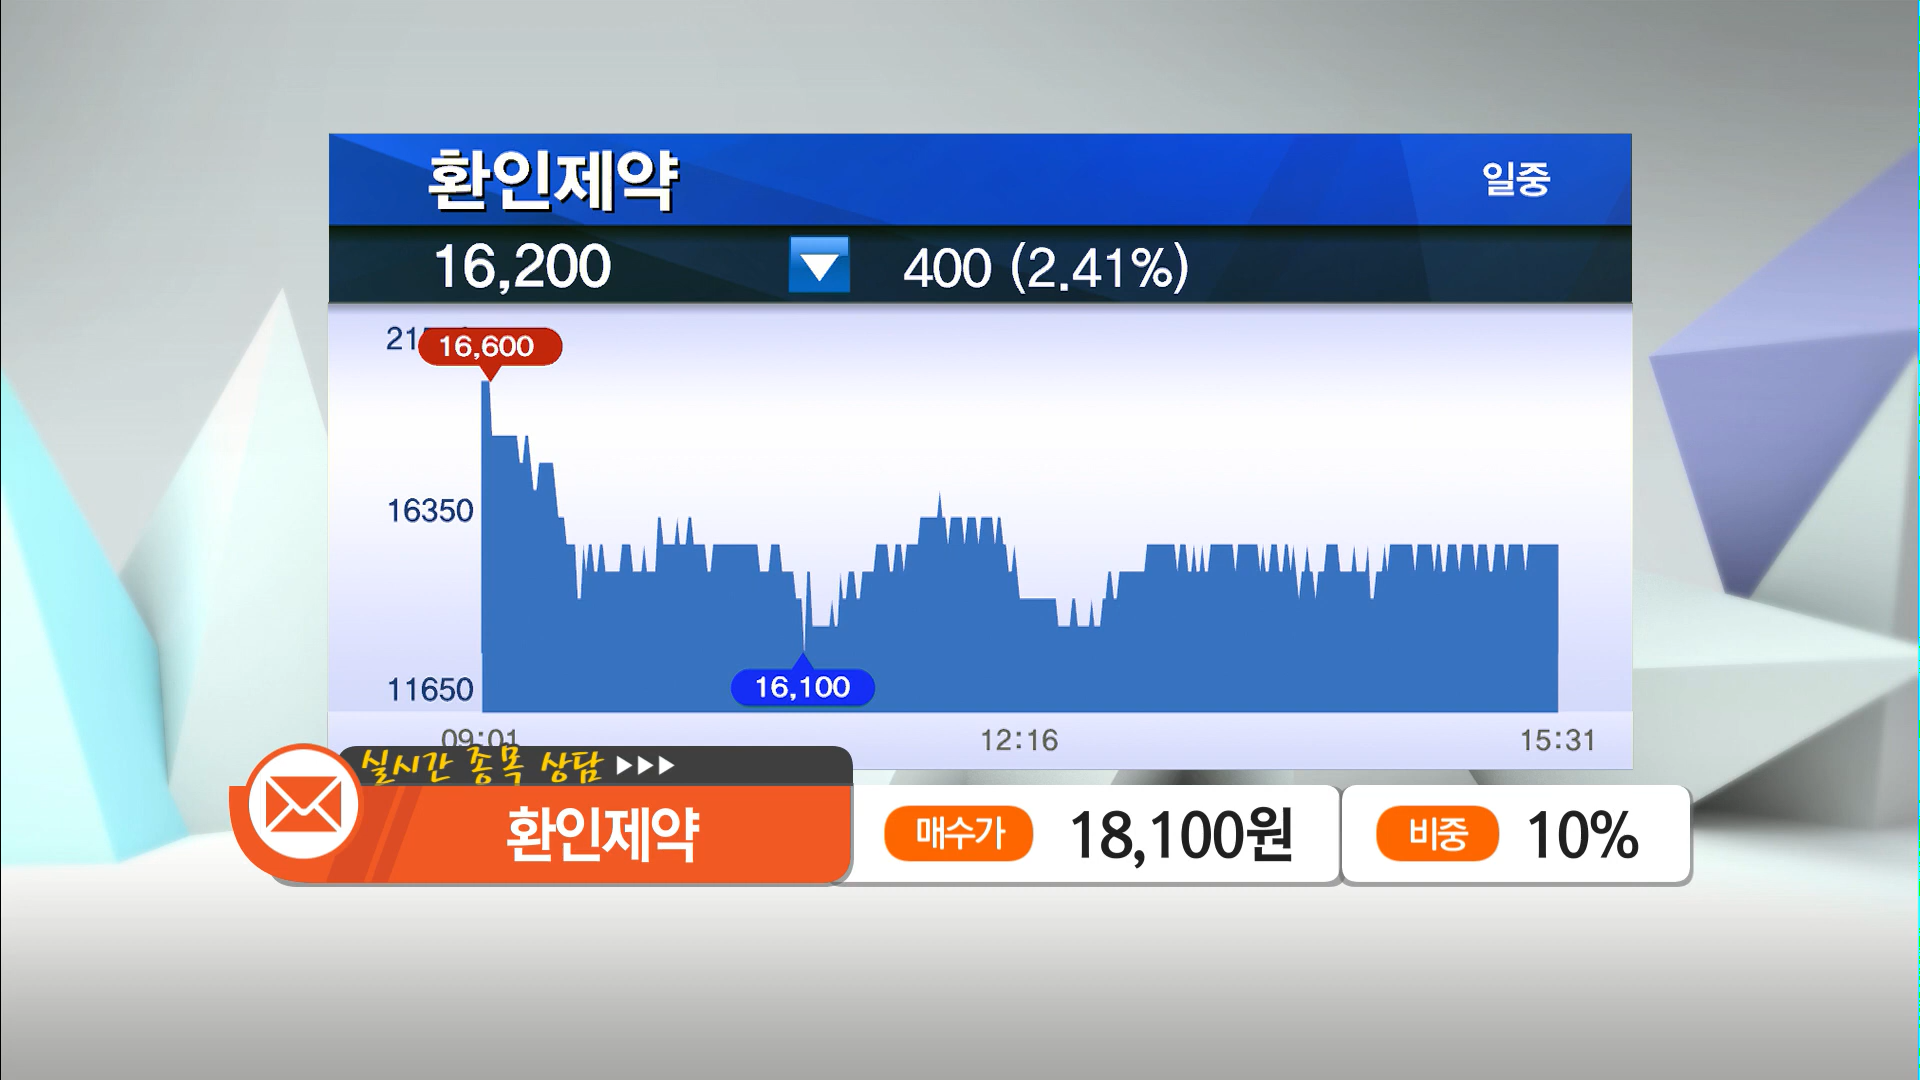 환인제약
일중
16,200 ▼ 400 (2.41%)
16,600
16350
16,100
11650
09:01 12:16 15:31
실시간 종목 상담 ▶▶▶
환인제약 매수가 18,100원 비중 10%